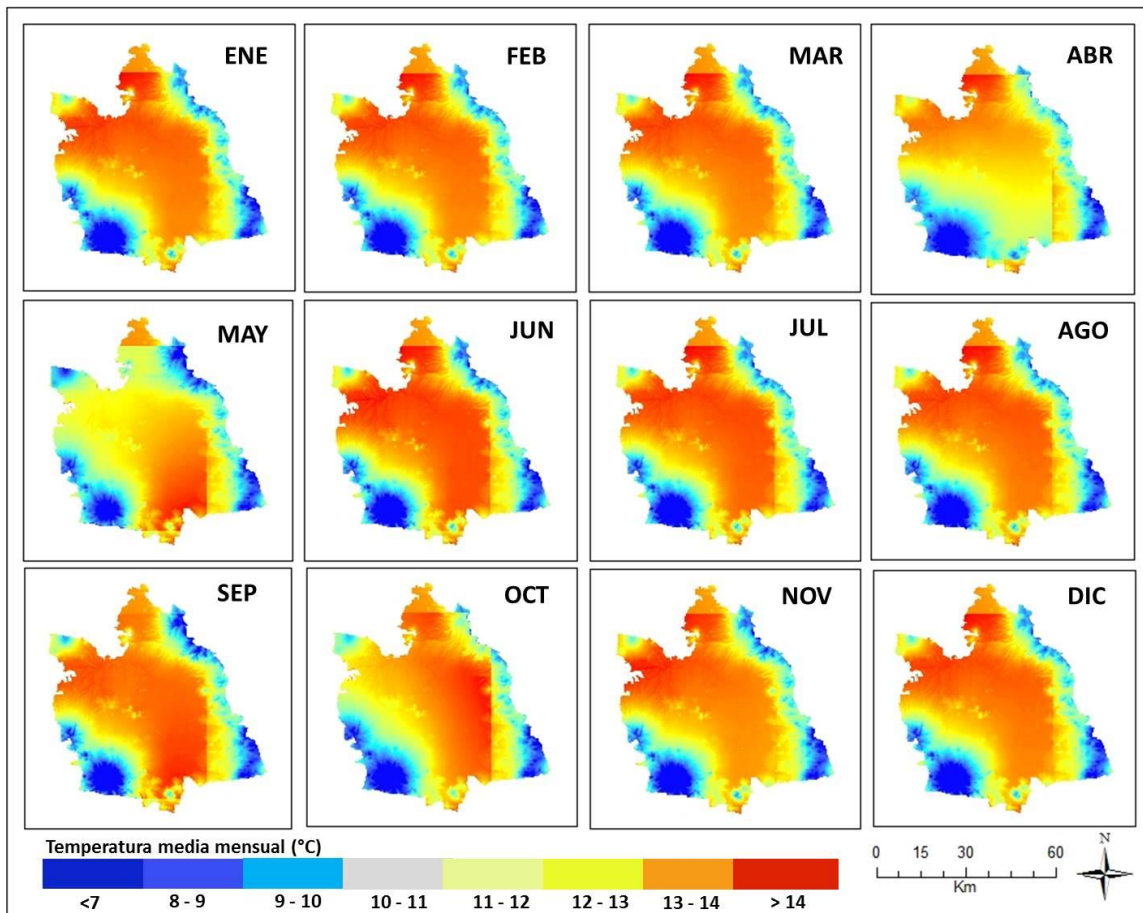 ENE
FEB
MAR
ABR
MAY
JUN
JUL
AGO
SEP
OCT
NOV
DIC
Temperatura media mensual (°C)
<7 8 - 9 9 - 10 10 - 11 11 - 12 12 - 13 13 - 14 > 14
0 15 30 60
Km
N